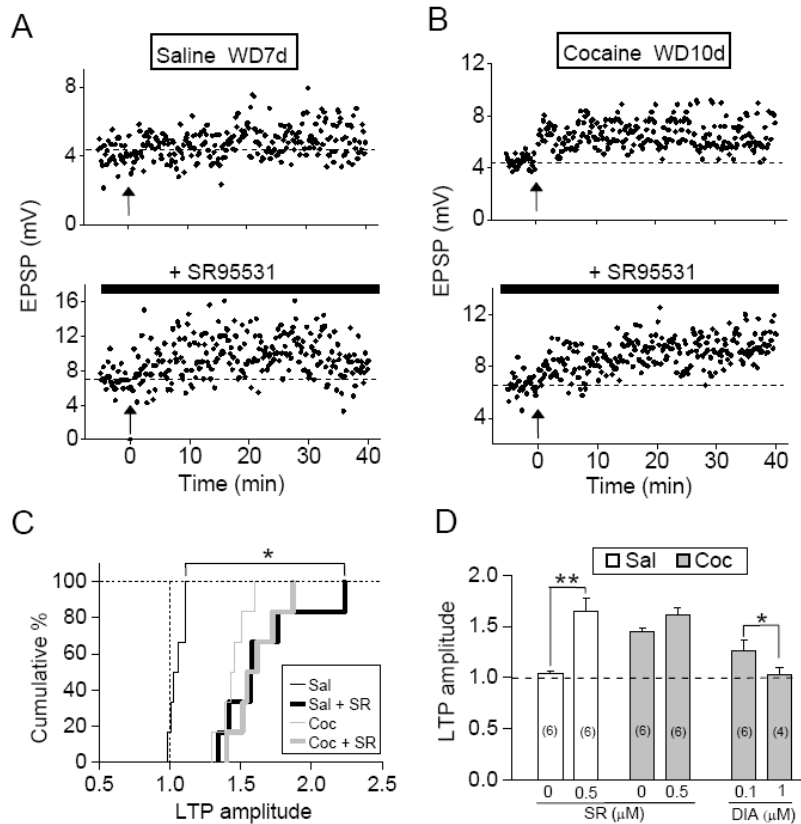 A
Saline WD7d
8
4
0
EPSP (mV)
+ SR95531
16
12
8
4
0
0 10 20 30 40
Time (min)
B
Cocaine WD10d
12
8
4
0
EPSP (mV)
+ SR95531
12
8
4
0 10 20 30 40
Time (min)
C
*
100
80
60
40
20
0
Cumulative %
Sal
Sal + SR
Coc
Coc + SR
0.5 1.0 1.5 2.0 2.5
LTP amplitude
D
Sal Coc
2.0
1.5
1.0
0.5
0.0
LTP amplitude
** *
(6) (6) (6) (6) (6) (4)
0 0.5 0 0.5 0.1 1
SR (μM) DIA (μM)